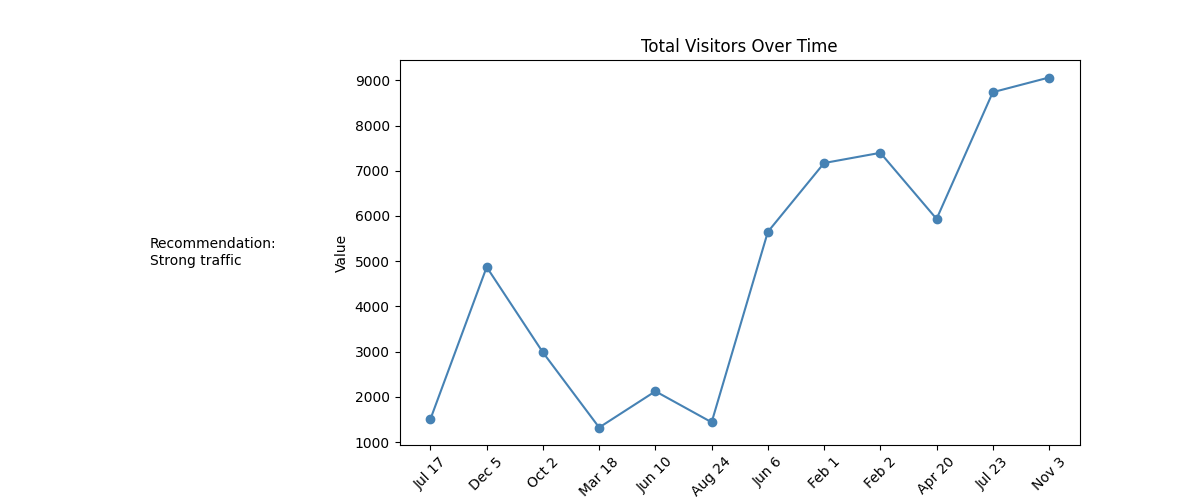 Total Visitors Over Time
Recommendation:
Strong traffic
Value
9000
8000
7000
6000
5000
4000
3000
2000
1000
Jul 17
Dec 5
Oct 2
Mar 18
Jun 10
Aug 24
Jun 6
Feb 1
Feb 2
Apr 20
Jul 23
Nov 3